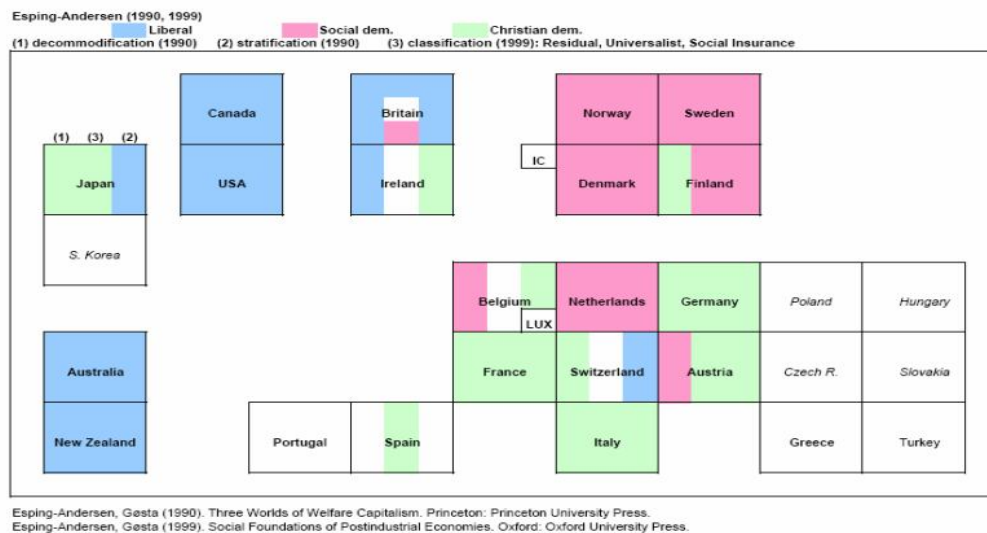 Esping-Andersen (1990, 1999)
Liberal Social dem. Christian dem.
(1) decommodification (1990) (2) stratification (1990) (3) classification (1999): Residual, Universalist, Social Insurance
Canada Britain Norway Sweden
(1) (3) (2)
IC
Japan USA Ireland Denmark Finland
S. Korea
Belgium Netherlands Germany Poland Hungary
LUX
Australia France Switzerland Austria Czech R. Slovakia
New Zealand Portugal Spain Italy Greece Turkey
Esping-Andersen, Gøsta (1990). Three Worlds of Welfare Capitalism. Princeton: Princeton University Press.
Esping-Andersen, Gøsta (1999). Social Foundations of Postindustrial Economies. Oxford: Oxford University Press.